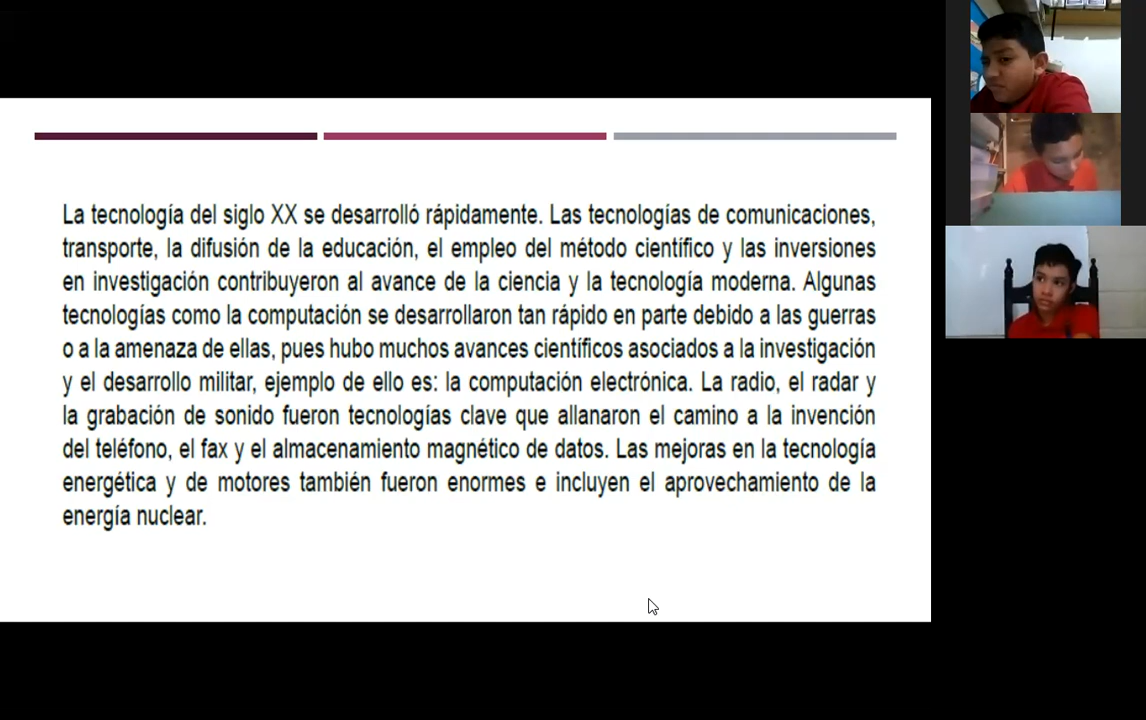 La tecnología del siglo XX se desarrolló rápidamente. Las tecnologías de comunicaciones,
transporte, la difusión de la educación, el empleo del método científico y las inversiones
en investigación contribuyeron al avance de la ciencia y la tecnología moderna. Algunas
tecnologías como la computación se desarrollaron tan rápido en parte debido a las guerras
o a la amenaza de ellas, pues hubo muchos avances científicos asociados a la investigación
y el desarrollo militar, ejemplo de ello es: la computación electrónica. La radio, el radar y
la grabación de sonido fueron tecnologías clave que allanaron el camino a la invención
del teléfono, el fax y el almacenamiento magnético de datos. Las mejoras en la tecnología
energética y de motores también fueron enormes e incluyen el aprovechamiento de la
energía nuclear.